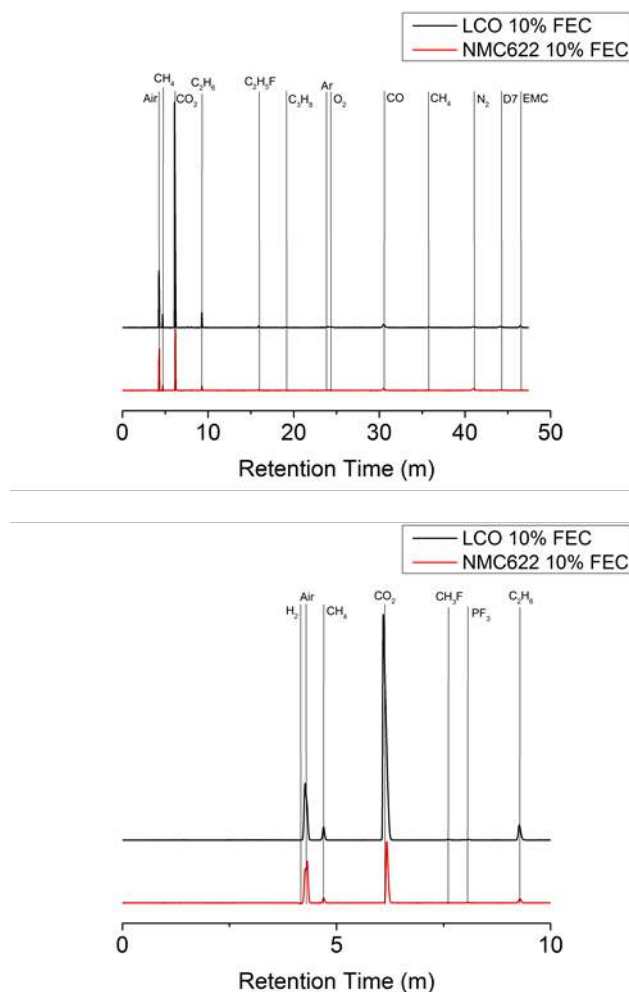 LCO 10% FEC
NMC622 10% FEC
CH₄
Air
CO₂
C₂H₆
C₂H₅F
C₃H₈
Ar
O₂
CO
CH₄
N₂
D7
EMC
0 10 20 30 40 50
Retention Time (m)
LCO 10% FEC
NMC622 10% FEC
H₂
Air
CH₄
CO₂
CH₃F
PF₃
C₂H₆
0 5 10
Retention Time (m)